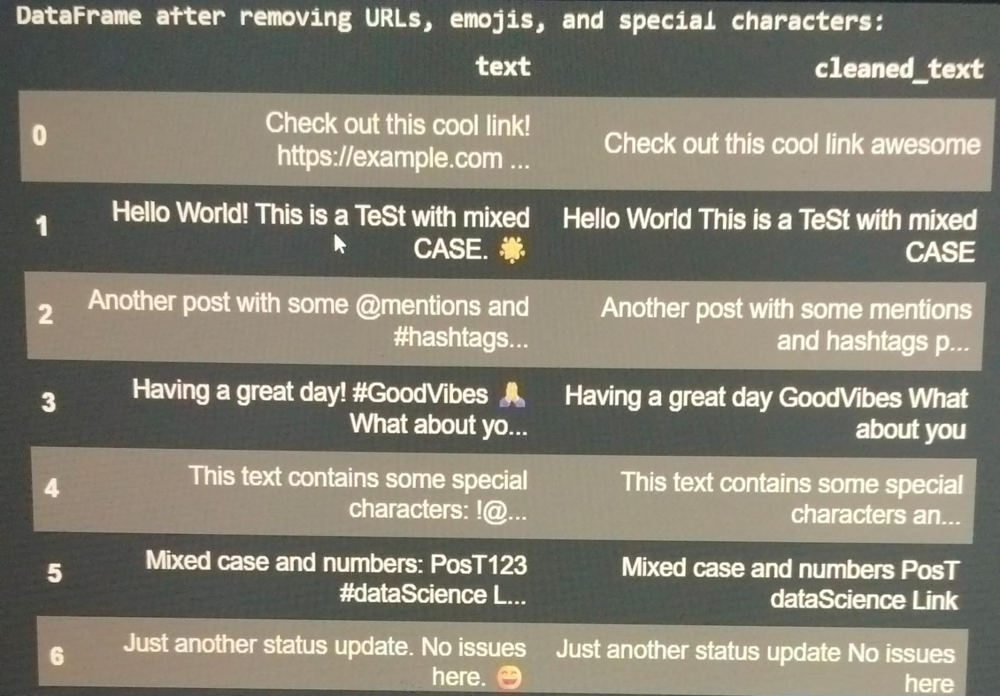 DataFrame after removing URLs, emojis, and special characters:
text cleaned_text
0 Check out this cool link! Check out this cool link awesome
https://example.com ...
1 Hello World! This is a TeSt with mixed Hello World This is a TeSt with mixed
CASE. 🌟 CASE
2 Another post with some @mentions and Another post with some mentions
#hashtags... and hashtags p...
3 Having a great day! #GoodVibes 🙏 Having a great day GoodVibes What
What about yo... about you
4 This text contains some special This text contains some special
characters: !@... characters an...
5 Mixed case and numbers: PosT123 Mixed case and numbers PosT
#dataScience L... dataScience Link
6 Just another status update. No issues Just another status update No issues
here. 😄 here